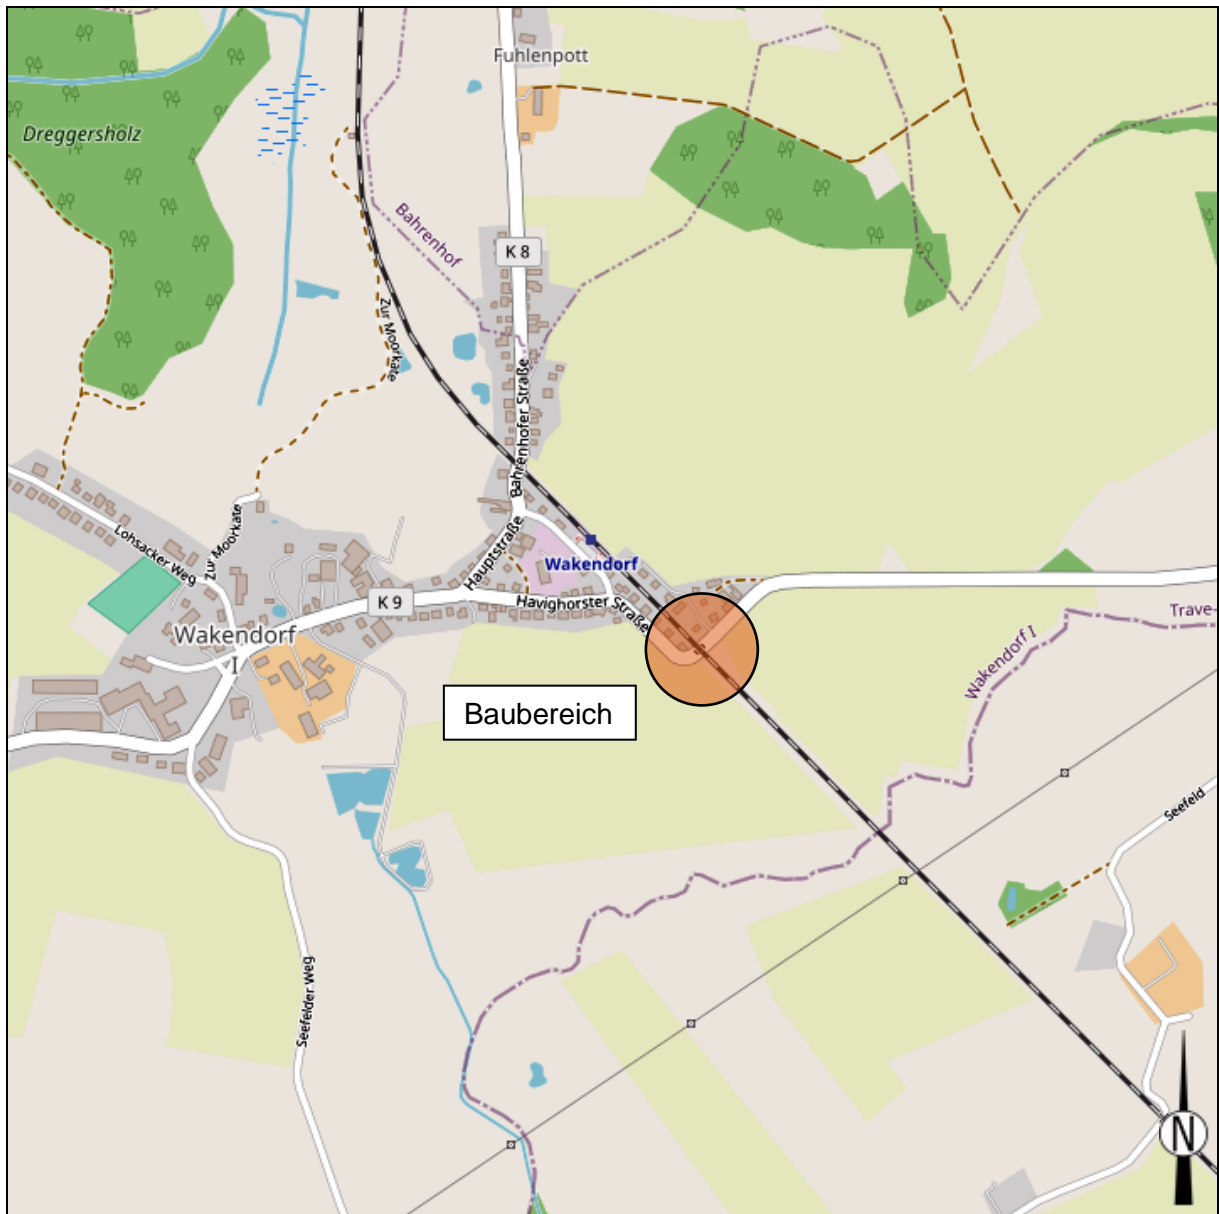 Fuhlenpott
Dreggersholz
Bahrenhof
K 8
Zur Moorkate
Bahrenhofer Straße
Lohsacker Weg
Zur Moorkate
Hauptstraße
Wakendorf
K 9
Havighorster Straße
Trave-
Wakendorf
I
Wakendorf I
Baubereich
Seefeld
Seefelder Weg
N